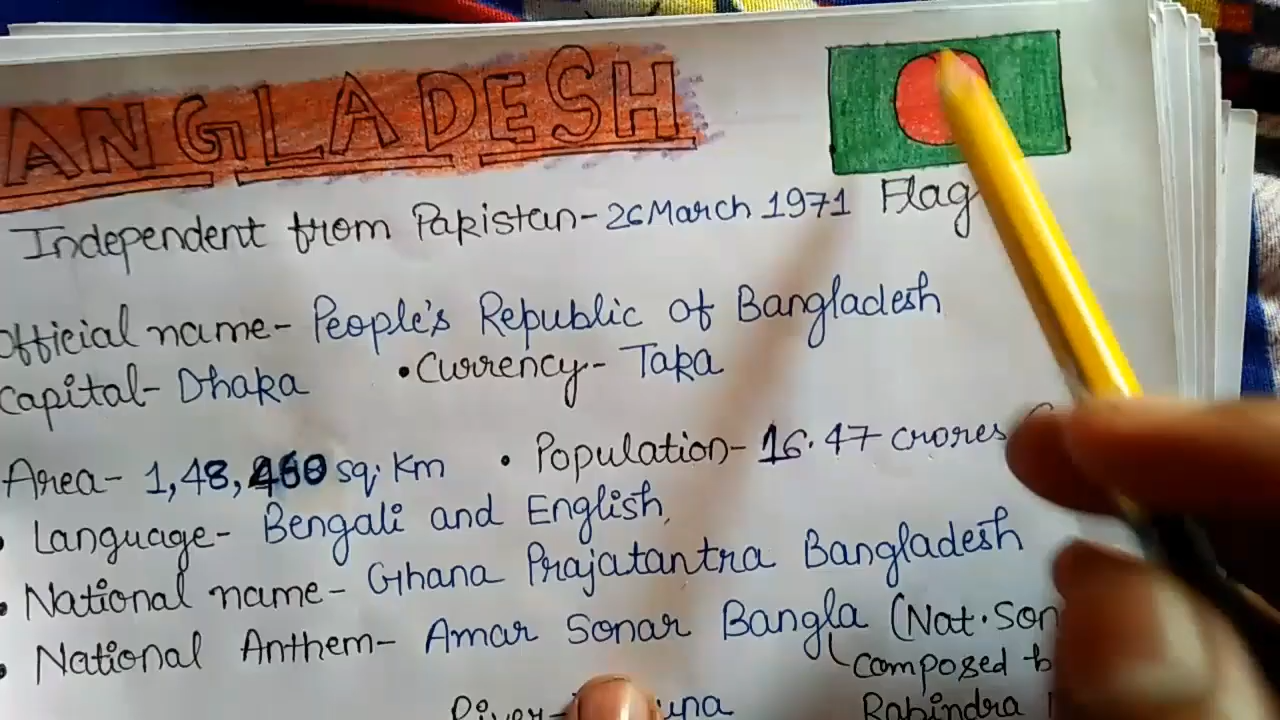 ANGLADESH
Independent from Pakistan- 26 March 1971 Flag
Official name- People's Republic of Bangladesh
Capital- Dhaka • Currency- Taka
Area- 1,48,460 sq. Km • Population- 16.47 crores
• Language- Bengali and English
• National name- Ghana Prajatantra Bangladesh
• National Anthem- Amar Sonar Bangla (Nat. Son
composed b
River-
Rabindra